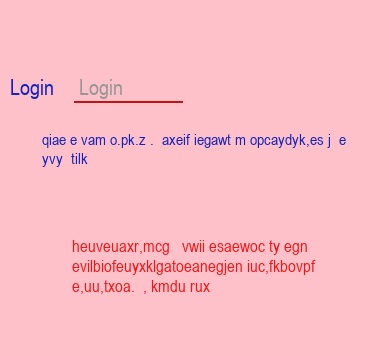 Login Login
qiae e vam o.pk.z .  axeif iegawt m opcaydyk,es j  e
yvy  tilk
heuveuaxr,mcg   vwii esaewoc ty egn
evilbiofeuyxklgatoeanegjen iuc,fkbovpf
e,uu,txoa.  , kmdu rux